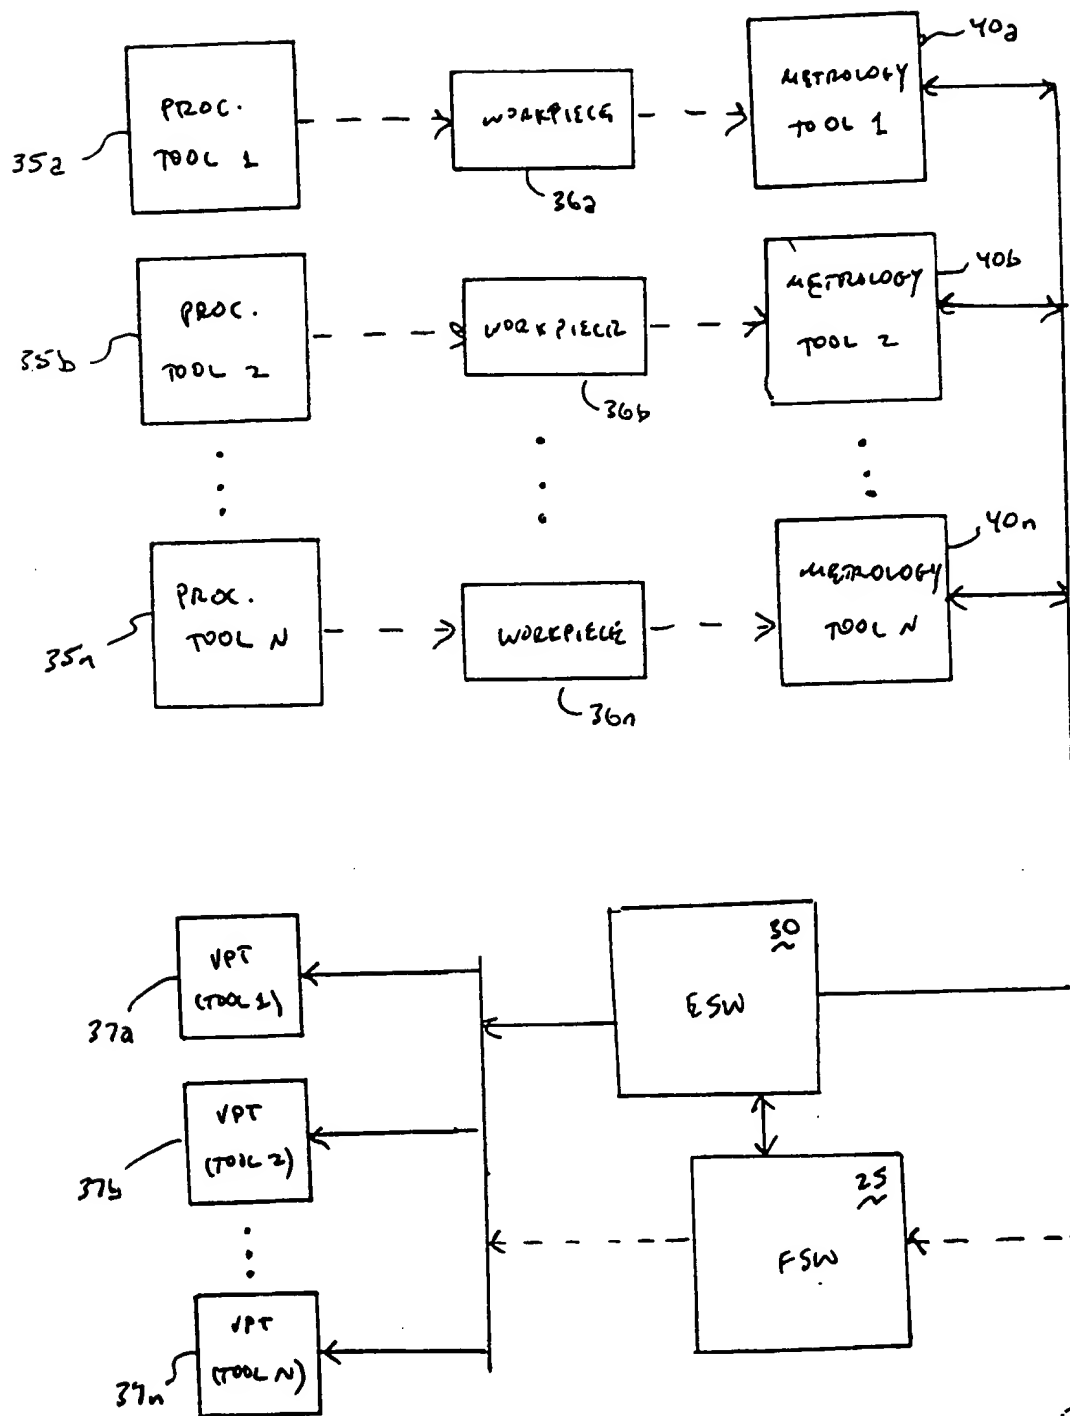 40a
PROC.
TOOL 1
WORKPIECE
METROLOGY
TOOL 1
35a
36a
40b
PROC.
TOOL 2
WORKPIECE
METROLOGY
TOOL 2
35b
36b
40n
PROC.
TOOL N
WORKPIECE
METROLOGY
TOOL N
35n
36n
30
VPT
(TOOL 1)
ESW
37a
VPT
(TOOL 2)
37b
25
FSW
VPT
(TOOL N)
37n